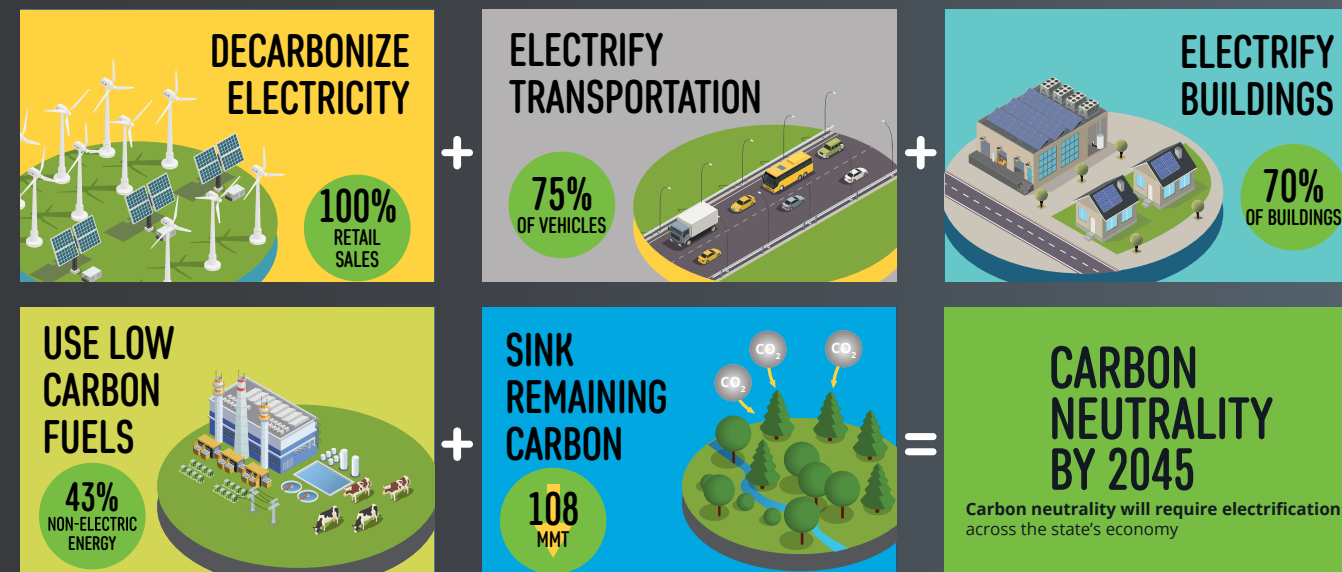 DECARBONIZE
ELECTRICITY
100%
RETAIL
SALES
+
ELECTRIFY
TRANSPORTATION
75%
OF VEHICLES
+
ELECTRIFY
BUILDINGS
70%
OF BUILDINGS
USE LOW
CARBON
FUELS
43%
NON-ELECTRIC
ENERGY
+
SINK
REMAINING
CARBON
108
MMT
CO₂
CO₂
CO₂
=
CARBON
NEUTRALITY
BY 2045
Carbon neutrality will require electrification
across the state's economy